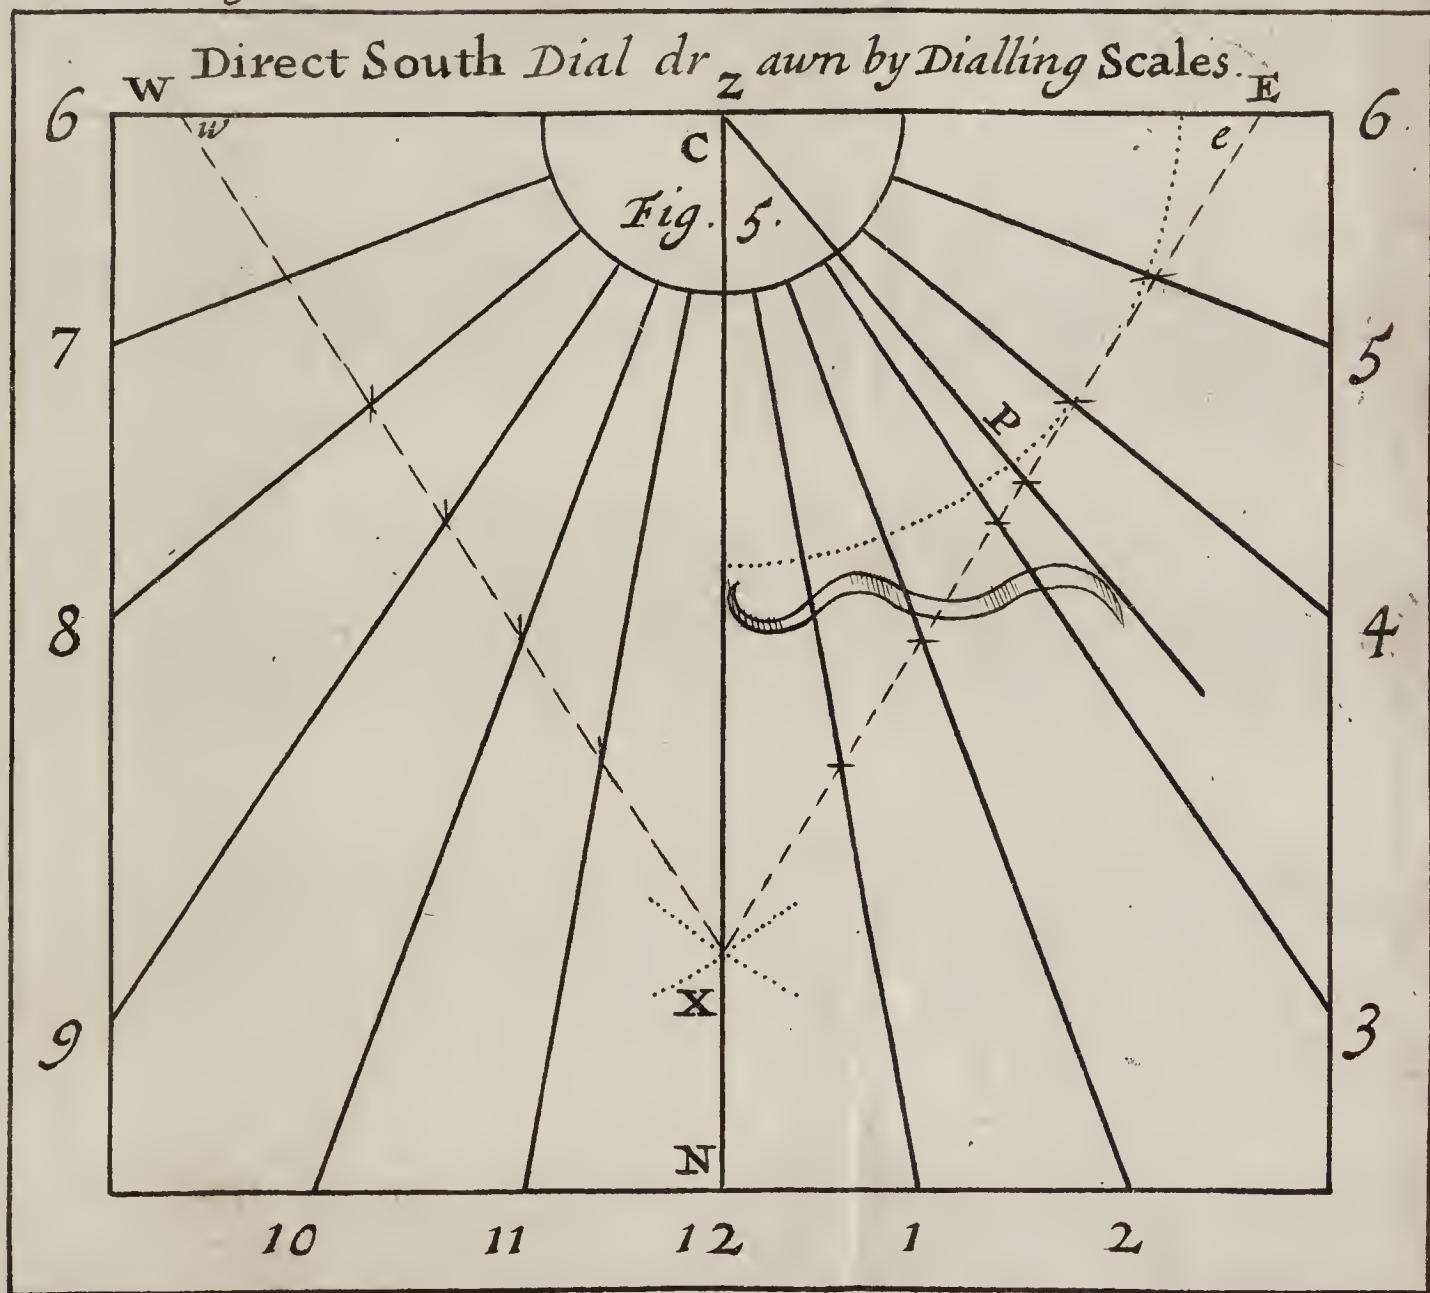 Direct South Dial dr awn by Dialling Scales.
W Z E
6 w C e 6
Fig. 5.
7 5
P
8 4
X
9 3
N
10 11 12 1 2